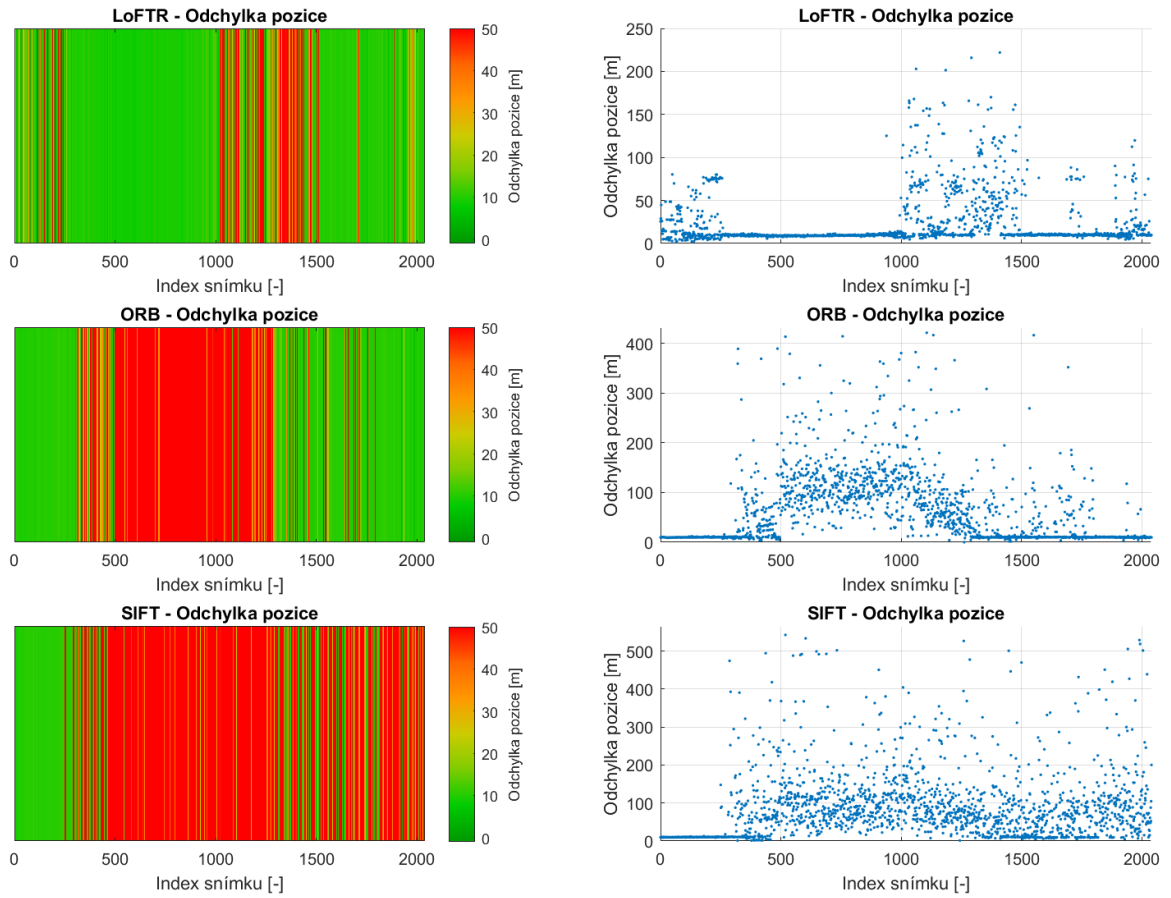 LoFTR - Odchylka pozice
50
40
30
20
10
0
Odchylka pozice [m]
0 500 1000 1500 2000
Index snímku [-]
LoFTR - Odchylka pozice
250
200
150
100
50
0
Odchylka pozice [m]
0 500 1000 1500 2000
Index snímku [-]
ORB - Odchylka pozice
50
40
30
20
10
0
Odchylka pozice [m]
0 500 1000 1500 2000
Index snímku [-]
ORB - Odchylka pozice
400
300
200
100
0
Odchylka pozice [m]
0 500 1000 1500 2000
Index snímku [-]
SIFT - Odchylka pozice
50
40
30
20
10
0
Odchylka pozice [m]
0 500 1000 1500 2000
Index snímku [-]
SIFT - Odchylka pozice
500
400
300
200
100
0
Odchylka pozice [m]
0 500 1000 1500 2000
Index snímku [-]